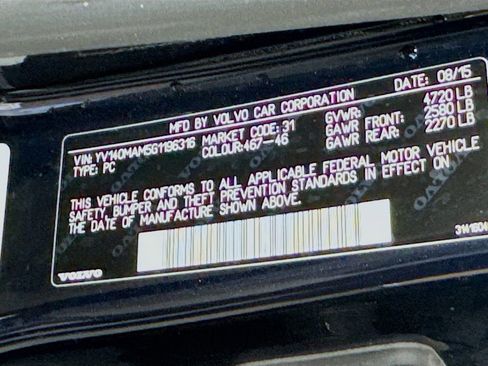 MFD BY VOLVO CAR CORPORATION DATE: 08/15
VIN: YV140MAM5G1196316 MARKET CODE: 31 GVWR: 4720 LB
TYPE: PC COLOUR:467-46 GAWR FRONT: 2580 LB
GAWR REAR: 2270 LB
THIS VEHICLE CONFORMS TO ALL APPLICABLE FEDERAL MOTOR VEHICLE
SAFETY, BUMPER AND THEFT PREVENTION STANDARDS IN EFFECT ON
THE DATE OF MANUFACTURE SHOWN ABOVE.
VOLVO